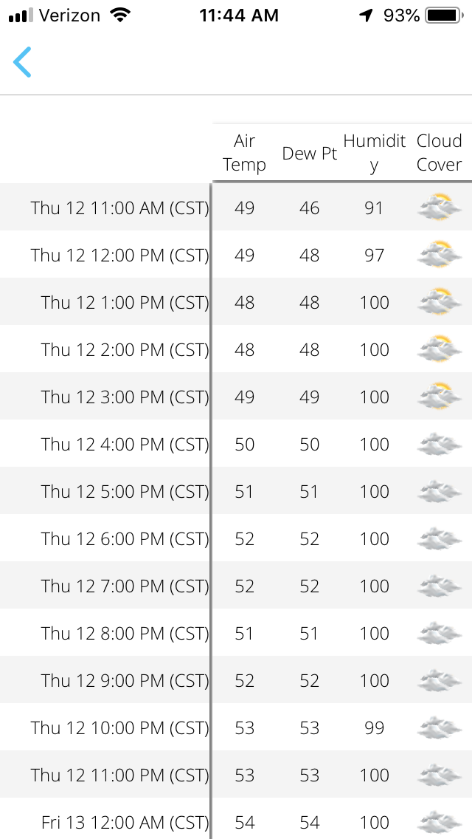 Verizon 11:44 AM 93%
Air Temp Dew Pt Humidit y Cloud Cover
Thu 12 11:00 AM (CST) 49 46 91
Thu 12 12:00 PM (CST) 49 48 97
Thu 12 1:00 PM (CST) 48 48 100
Thu 12 2:00 PM (CST) 48 48 100
Thu 12 3:00 PM (CST) 49 49 100
Thu 12 4:00 PM (CST) 50 50 100
Thu 12 5:00 PM (CST) 51 51 100
Thu 12 6:00 PM (CST) 52 52 100
Thu 12 7:00 PM (CST) 52 52 100
Thu 12 8:00 PM (CST) 51 51 100
Thu 12 9:00 PM (CST) 52 52 100
Thu 12 10:00 PM (CST) 53 53 99
Thu 12 11:00 PM (CST) 53 53 100
Fri 13 12:00 AM (CST) 54 54 100